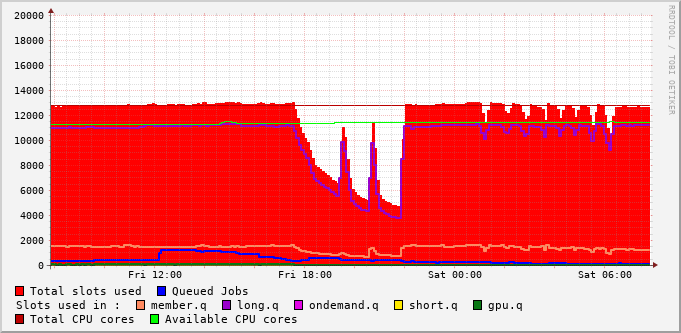 20000
18000
16000
14000
12000
10000
8000
6000
4000
2000
0
Fri 12:00 Fri 18:00 Sat 00:00 Sat 06:00
Total slots used Queued Jobs
Slots used in : member.q long.q ondemand.q short.q gpu.q
Total CPU cores Available CPU cores
RRDTOOL / TOBI OETIKER